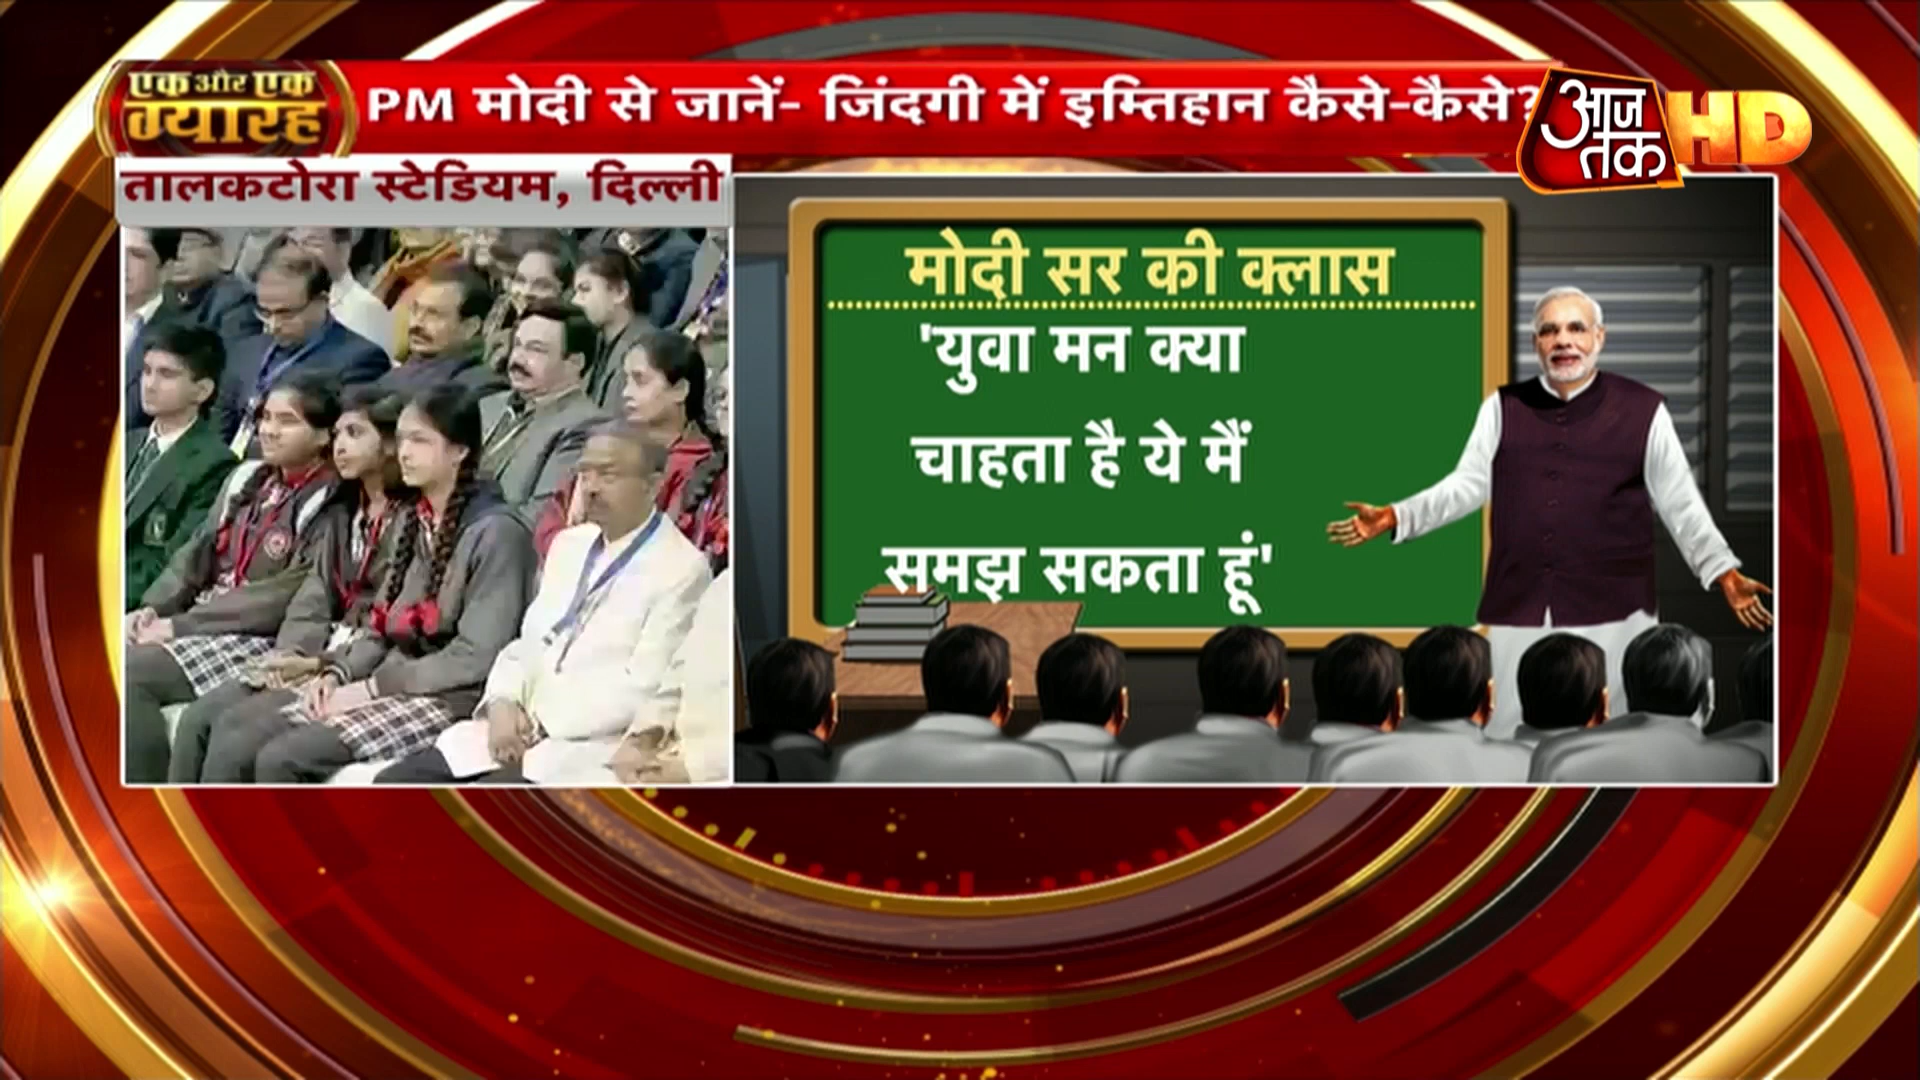 एक और एक
ग्यारह
PM मोदी से जानें- जिंदगी में इम्तिहान कैसे-कैसे?
आज
तक
HD
तालकटोरा स्टेडियम, दिल्ली
मोदी सर की क्लास
'युवा मन क्या
चाहता है ये मैं
समझ सकता हूं'